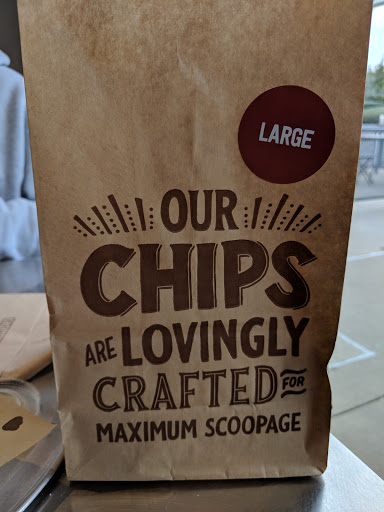 LARGE
OUR
CHIPS
ARE LOVINGLY
CRAFTED FOR
MAXIMUM SCOOPAGE